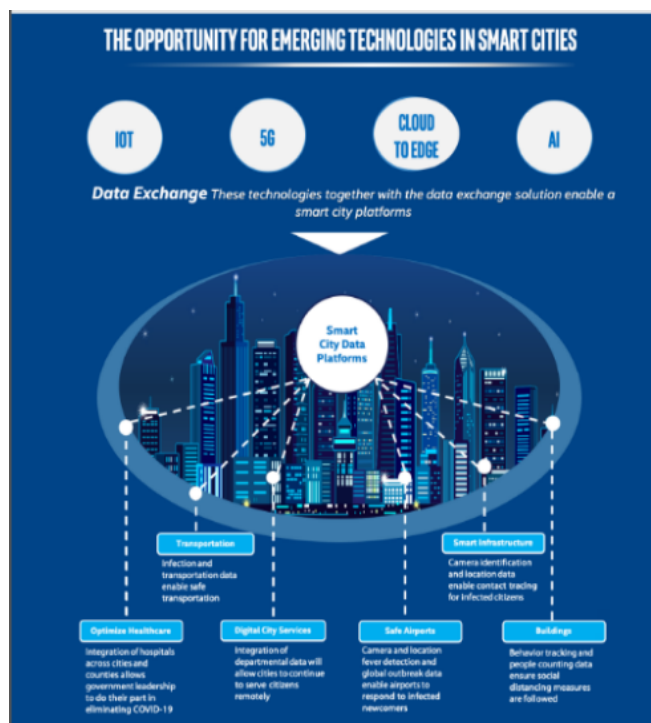 THE OPPORTUNITY FOR EMERGING TECHNOLOGIES IN SMART CITIES
IOT
5G
CLOUD
TO EDGE
AI
Data Exchange These technologies together with the data exchange solution enable a
smart city platforms
Smart
City Data
Platforms
Transportation
Infection and
transportation data
enable safe
transportation
Smart Infrastructure
Camera identification
and location data
enable contact tracing
for infected citizens
Optimize Healthcare
Integration of hospitals
across cities and
counties allows
government leadership
to do their part in
eliminating COVID-19
Digital City Services
Integration of
departmental data will
allow cities to continue
to serve citizens
remotely
Safe Airports
Camera and location
fever detection and
global outbreak data
enable airports to
respond to infected
newcomers
Buildings
Behavior tracking and
people counting data
ensure social
distancing measures
are followed